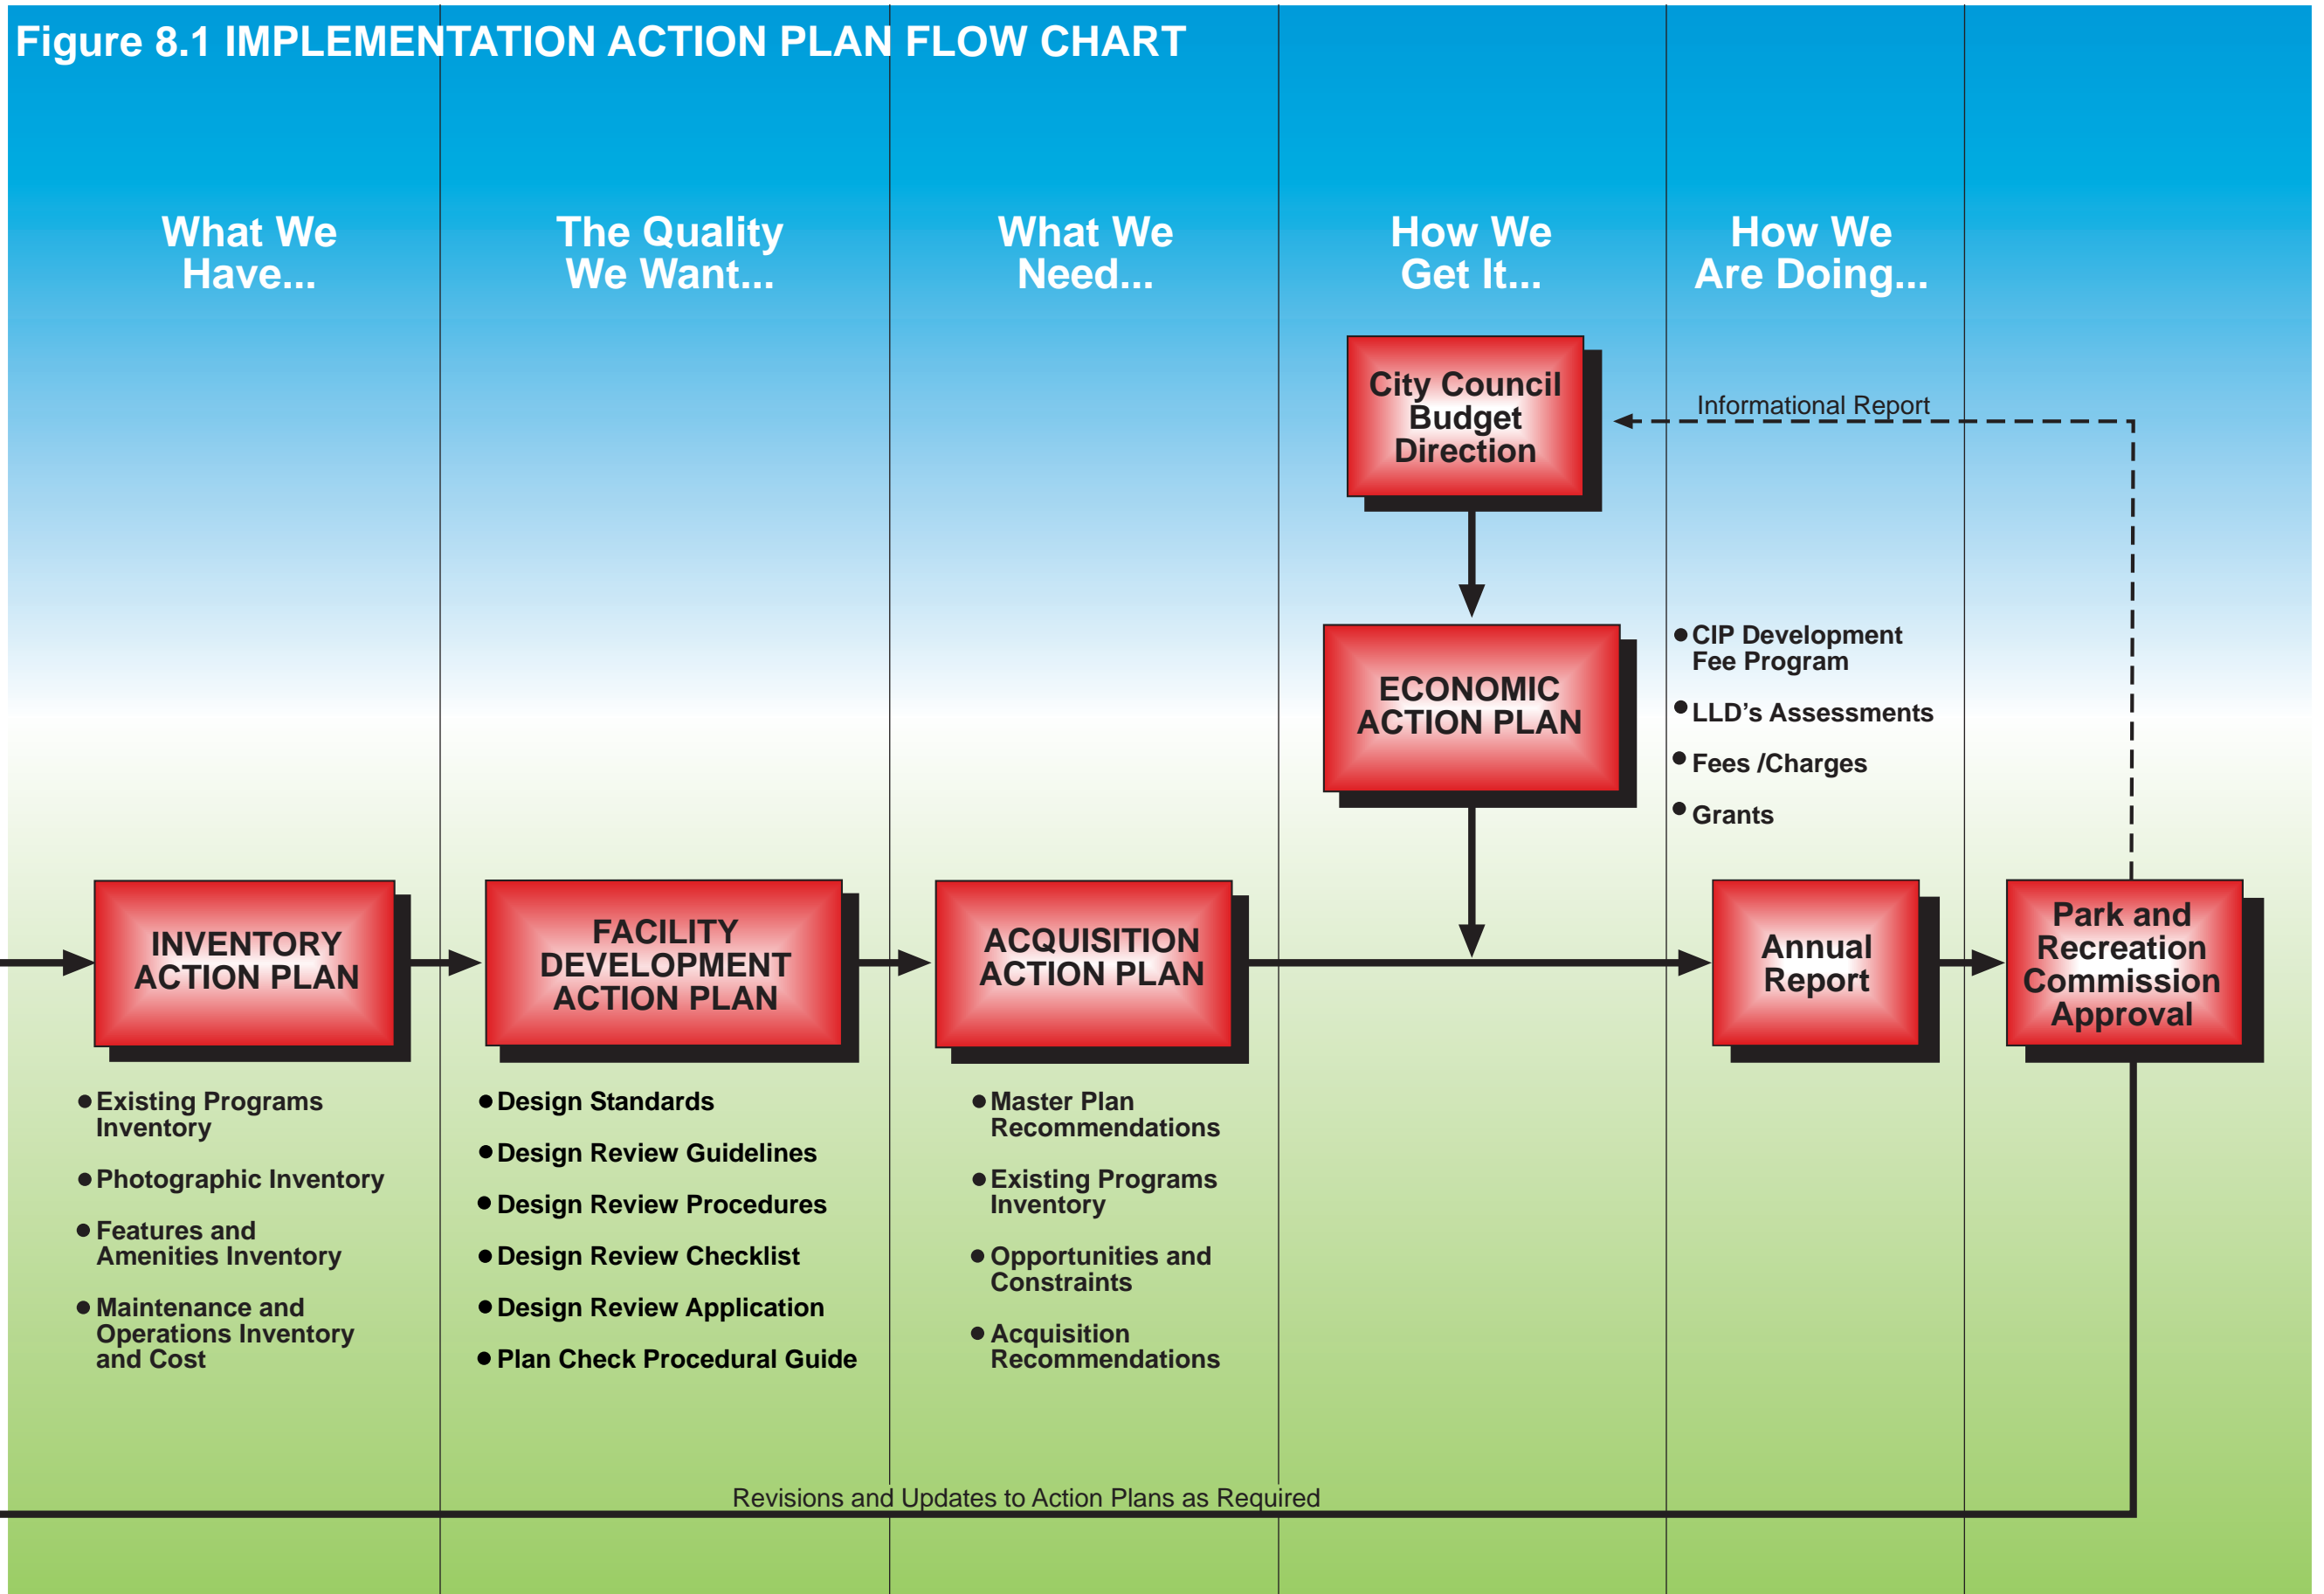 Figure 8.1 IMPLEMENTATION ACTION PLAN FLOW CHART
What We
Have...
The Quality
We Want...
What We
Need...
How We
Get It...
How We
Are Doing...
City Council
Budget
Direction
Informational Report
ECONOMIC
ACTION PLAN
CIP Development
Fee Program
LLD’s Assessments
Fees /Charges
Grants
INVENTORY
ACTION PLAN
FACILITY
DEVELOPMENT
ACTION PLAN
ACQUISITION
ACTION PLAN
Annual
Report
Park and
Recreation
Commission
Approval
Existing Programs
Inventory
Photographic Inventory
Features and
Amenities Inventory
Maintenance and
Operations Inventory
and Cost
Design Standards
Design Review Guidelines
Design Review Procedures
Design Review Checklist
Design Review Application
Plan Check Procedural Guide
Master Plan
Recommendations
Existing Programs
Inventory
Opportunities and
Constraints
Acquisition
Recommendations
Revisions and Updates to Action Plans as Required